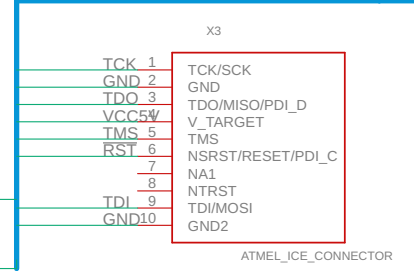 X3
TCK 1 TCK/SCK
GND 2 GND
TDO 3 TDO/MISO/PDI_D
VCC5V 4 V_TARGET
TMS 5 TMS
RST 6 NSRST/RESET/PDI_C
7 NA1
8 NTRST
TDI 9 TDI/MOSI
GND 10 GND2
ATMEL_ICE_CONNECTOR